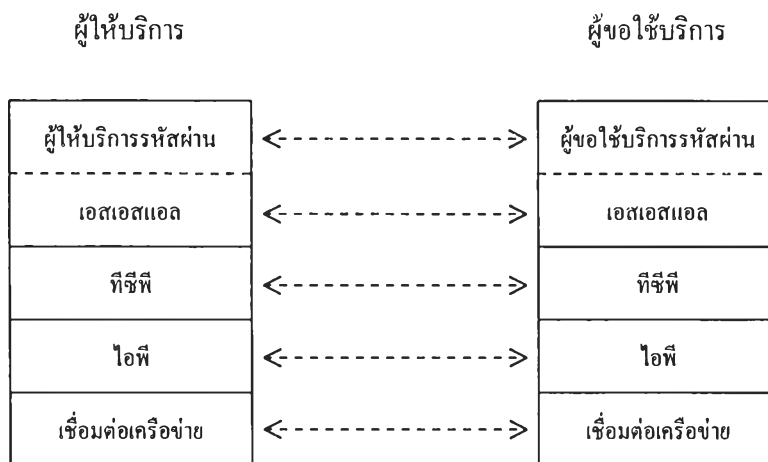 ผู้ให้บริการ ผู้ขอใช้บริการ
ผู้ให้บริการรหัสผ่าน ผู้ขอใช้บริการรหัสผ่าน
เอสเอสแอล เอสเอสแอล
ทีซีพี ทีซีพี
ไอพี ไอพี
เชื่อมต่อเครือข่าย เชื่อมต่อเครือข่าย